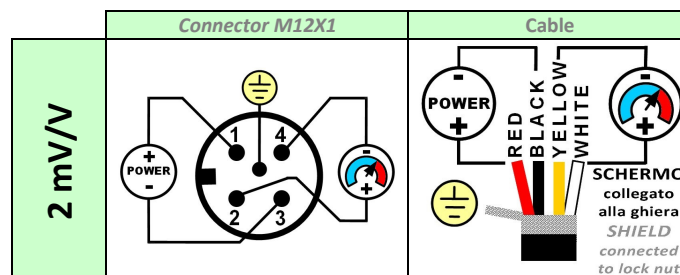 Connector M12X1
Cable
2 mV/V
1
4
2
3
+
POWER
-
-
+
-
POWER
+
RED
BLACK
YELLOW
WHITE
-
+
SCHERMO
collegato
alla ghiera
SHIELD
connected
to lock nut